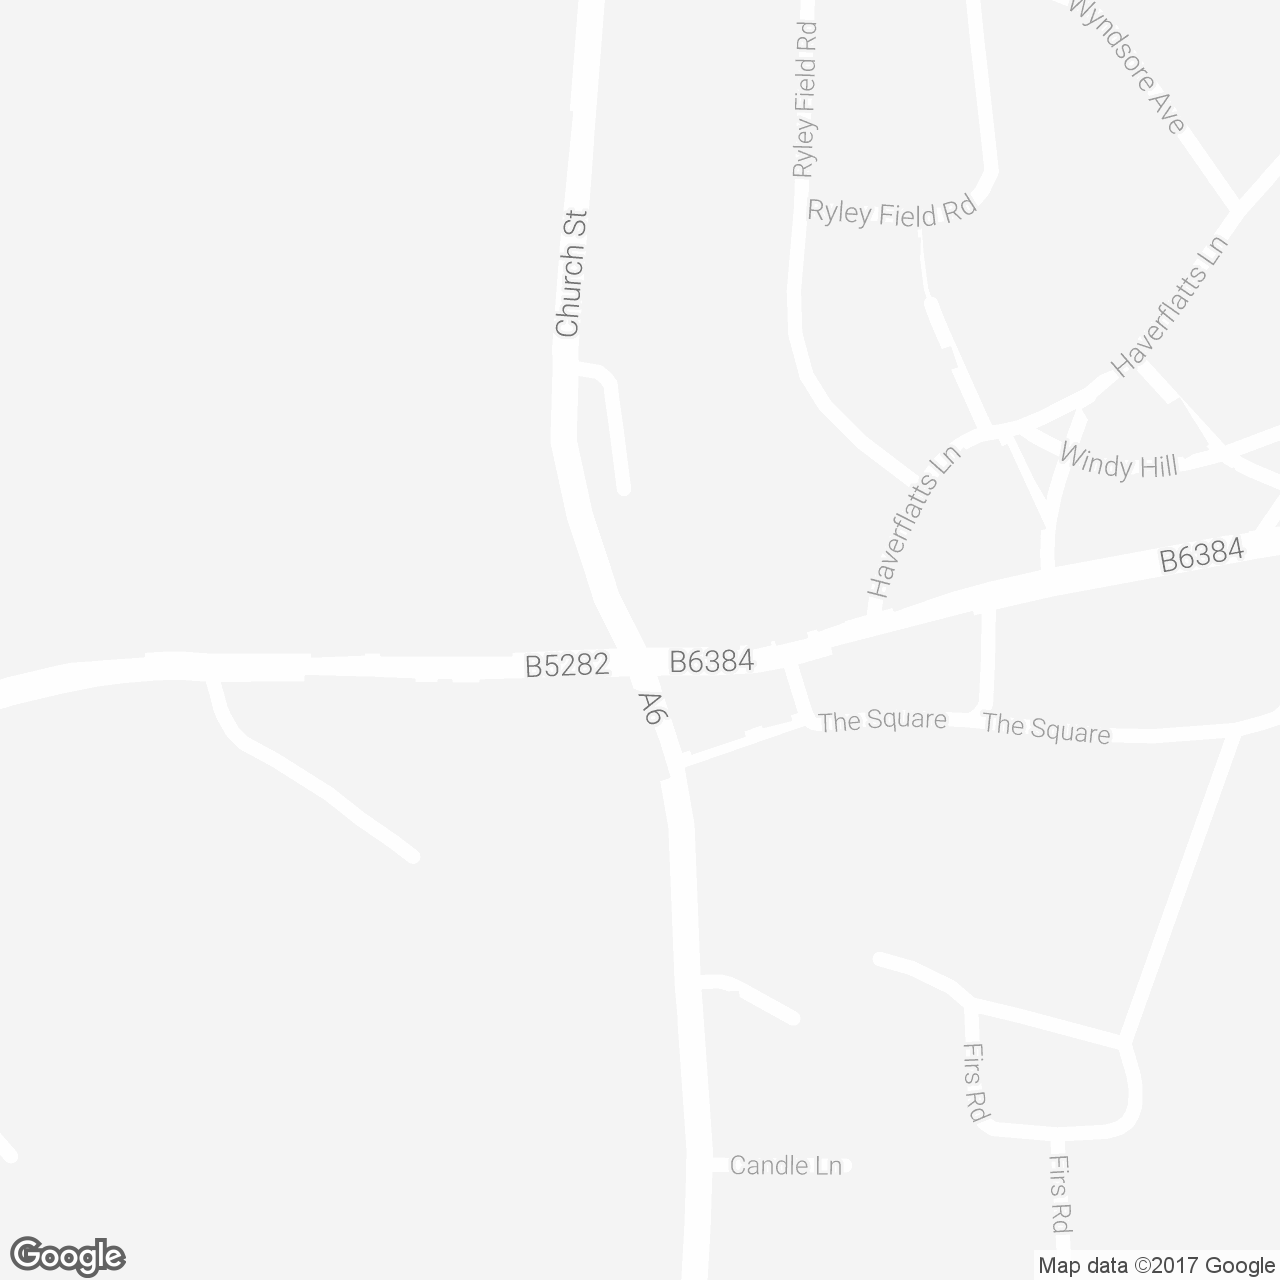 Wyndsore Ave
Ryley Field Rd
Ryley Field Rd
Church St
Haverflatts Ln
Windy Hill
Haverflatts Ln
B6384
B5282
B6384
A6
The Square
The Square
Firs Rd
Candle Ln
Firs Rd
Google
Map data ©2017 Google